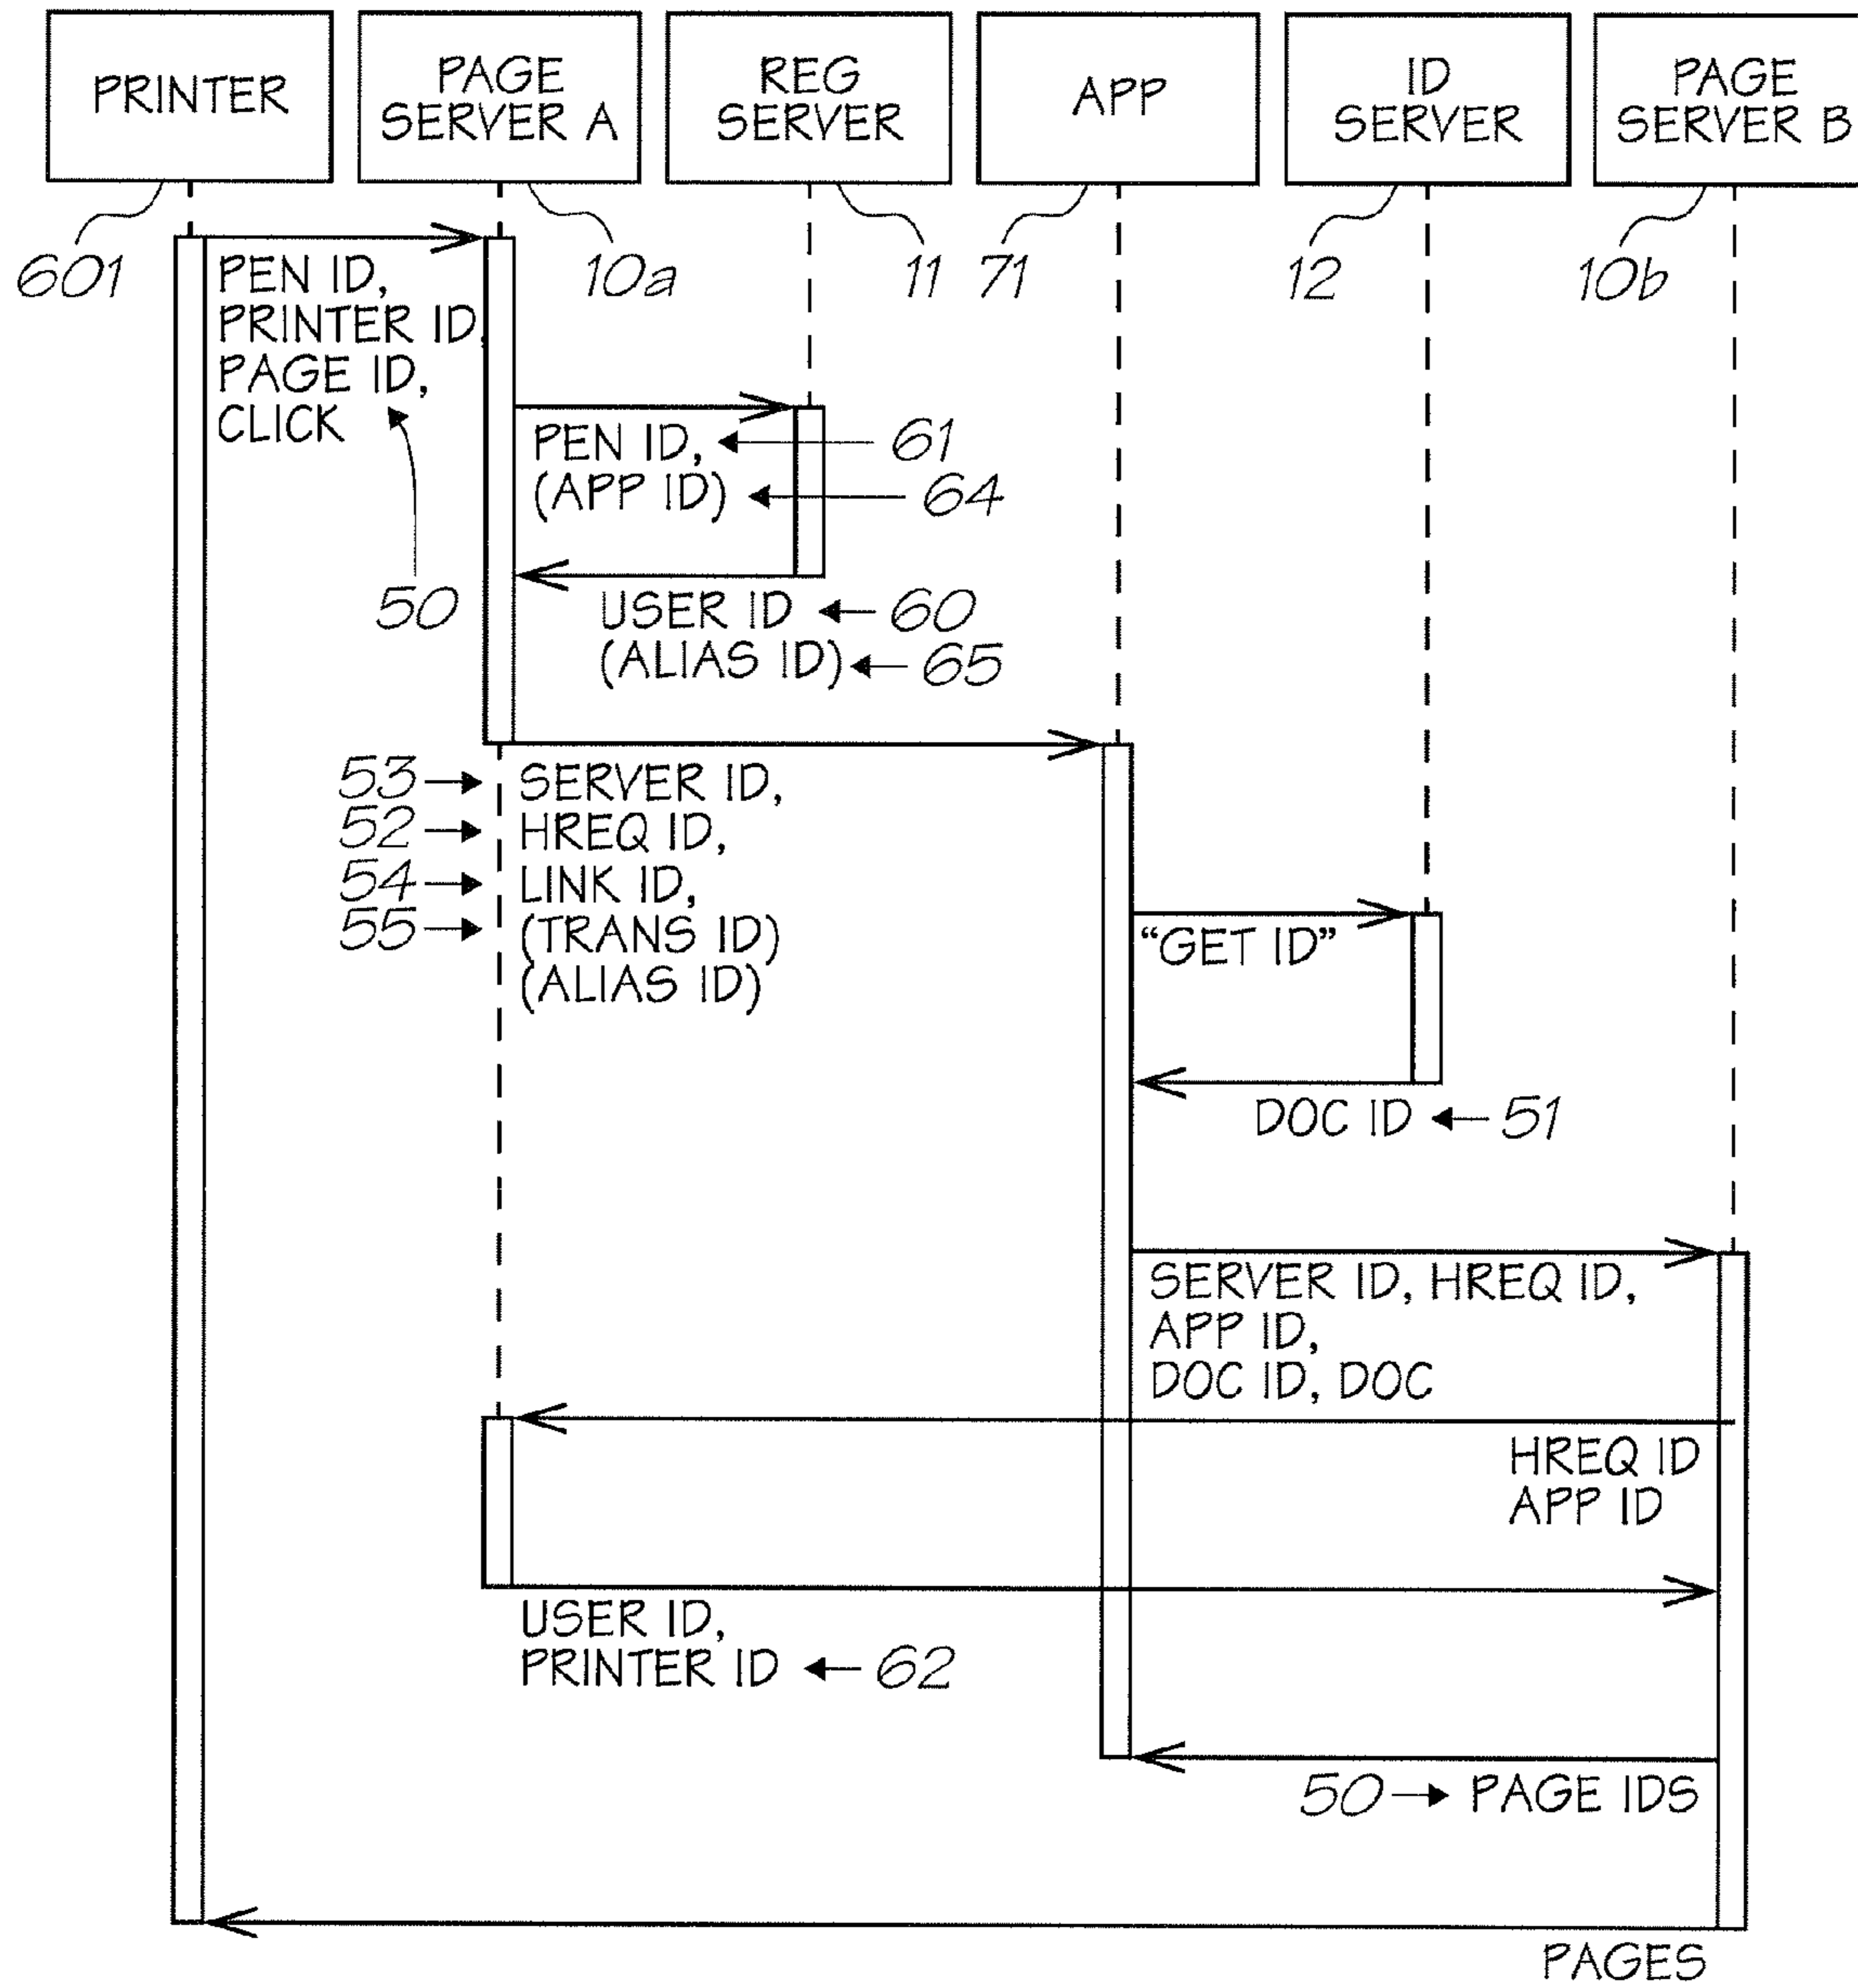 PRINTER
PAGE
SERVER A
REG
SERVER
APP
ID
SERVER
PAGE
SERVER B
601
10a
11
71
12
10b
PEN ID,
PRINTER ID,
PAGE ID,
CLICK
50
PEN ID, 61
(APP ID) 64
USER ID 60
(ALIAS ID) 65
53 SERVER ID,
52 HREQ ID,
54 LINK ID,
55 (TRANS ID)
(ALIAS ID)
“GET ID”
DOC ID 51
SERVER ID, HREQ ID,
APP ID,
DOC ID, DOC
HREQ ID
APP ID
USER ID,
PRINTER ID 62
50 PAGE IDS
PAGES